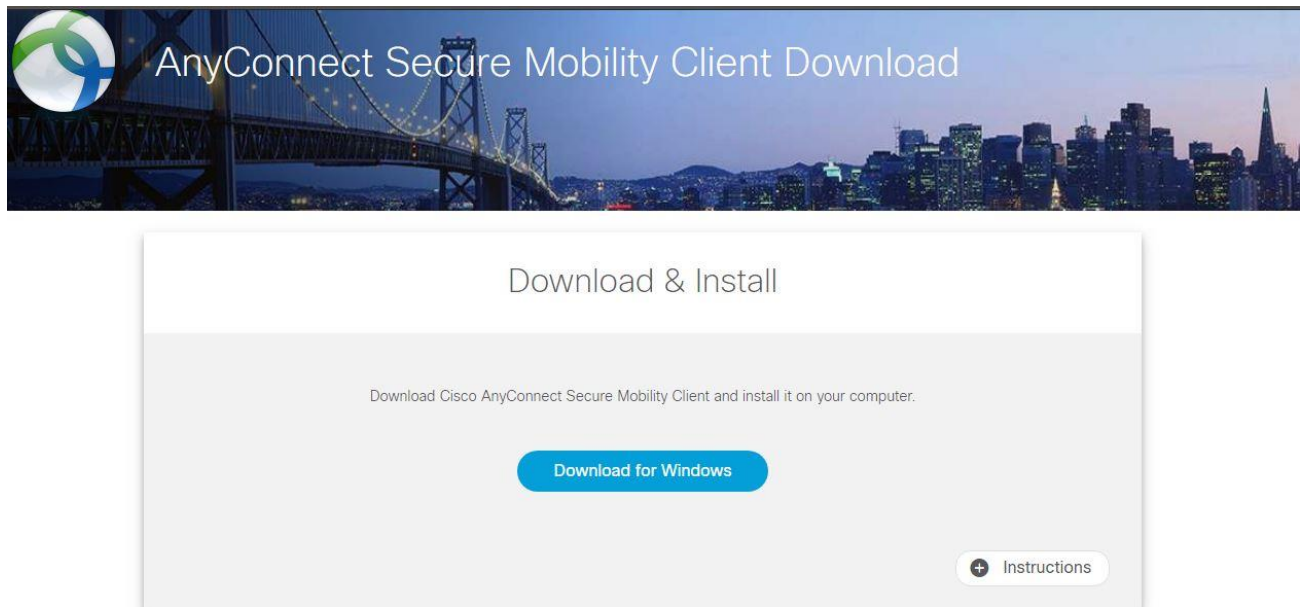 AnyConnect Secure Mobility Client Download
Download & Install
Download Cisco AnyConnect Secure Mobility Client and install it on your computer.
Download for Windows
Instructions